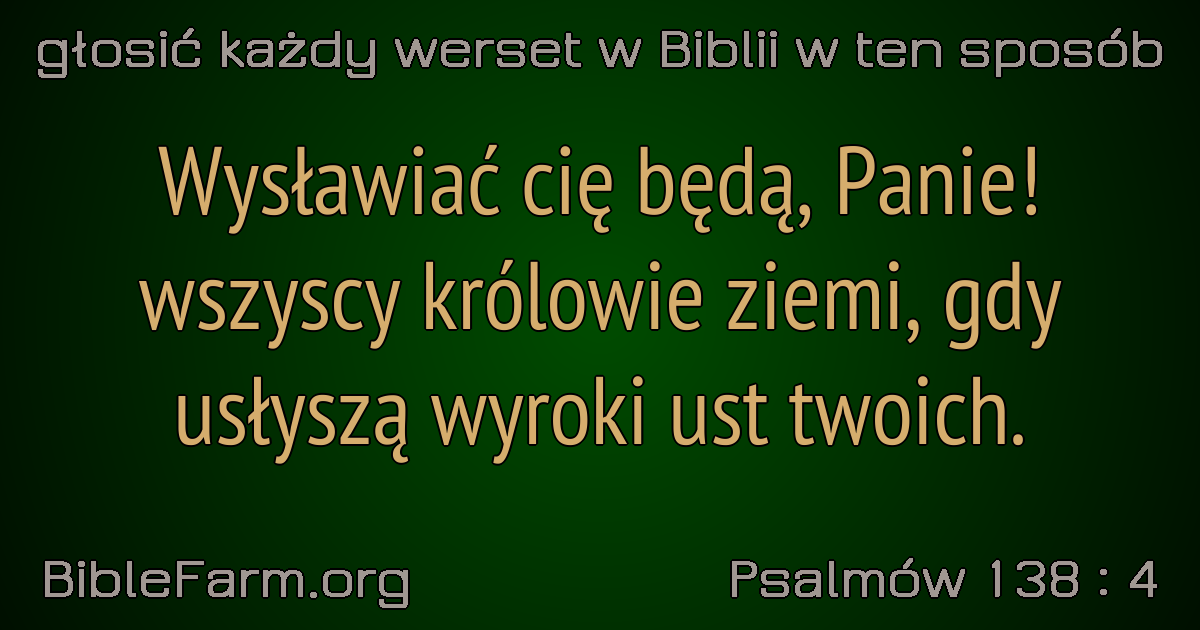 głosić każdy werset w Biblii w ten sposób
Wysławiać cię będą, Panie!
wszyscy królowie ziemi, gdy
usłyszą wyroki ust twoich.
BibleFarm.org
Psalmów 138 : 4